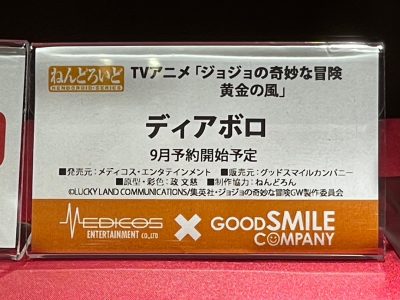 ねんどろいど
NENDOROID SERIES
TVアニメ「ジョジョの奇妙な冒険
黄金の風」
ディアボロ
9月予約開始予定
■発売元：メディコス・エンタテインメント ■販売元：グッドスマイルカンパニー
■原型・彩色：政 文慈 ■制作協力：ねんどろん
©LUCKY LAND COMMUNICATIONS/集英社・ジョジョの奇妙な冒険GW製作委員会
MEDICOS ENTERTAINMENT CO.,LTD × GOOD SMILE COMPANY